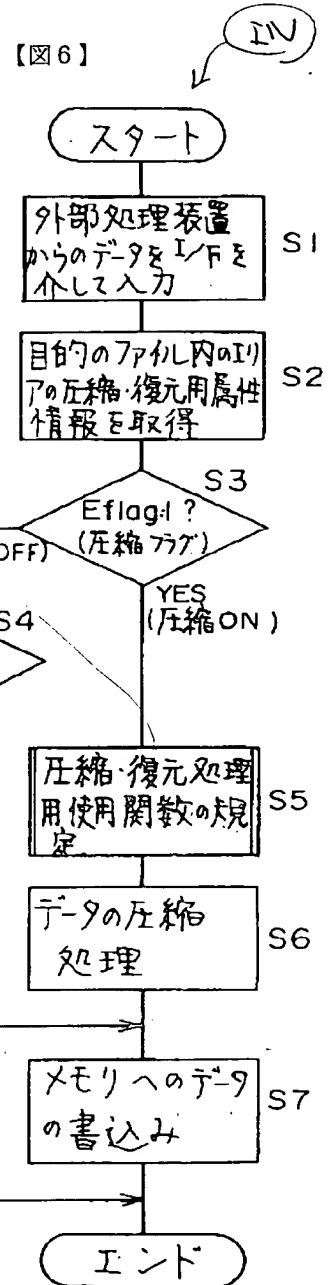 【図6】
IN
スタート
外部処理装置
からのデータをI/Fを
介して入力
S1
目的のファイル内のエリ
アの圧縮・復元用属性
情報を取得
S2
S3
Eflag:1?
(圧縮フラグ)
OFF)
YES
(圧縮ON)
S4
圧縮・復元処理
用使用関数の規
定
S5
データの圧縮
処理
S6
メモリへのデータ
の書込み
S7
エンド